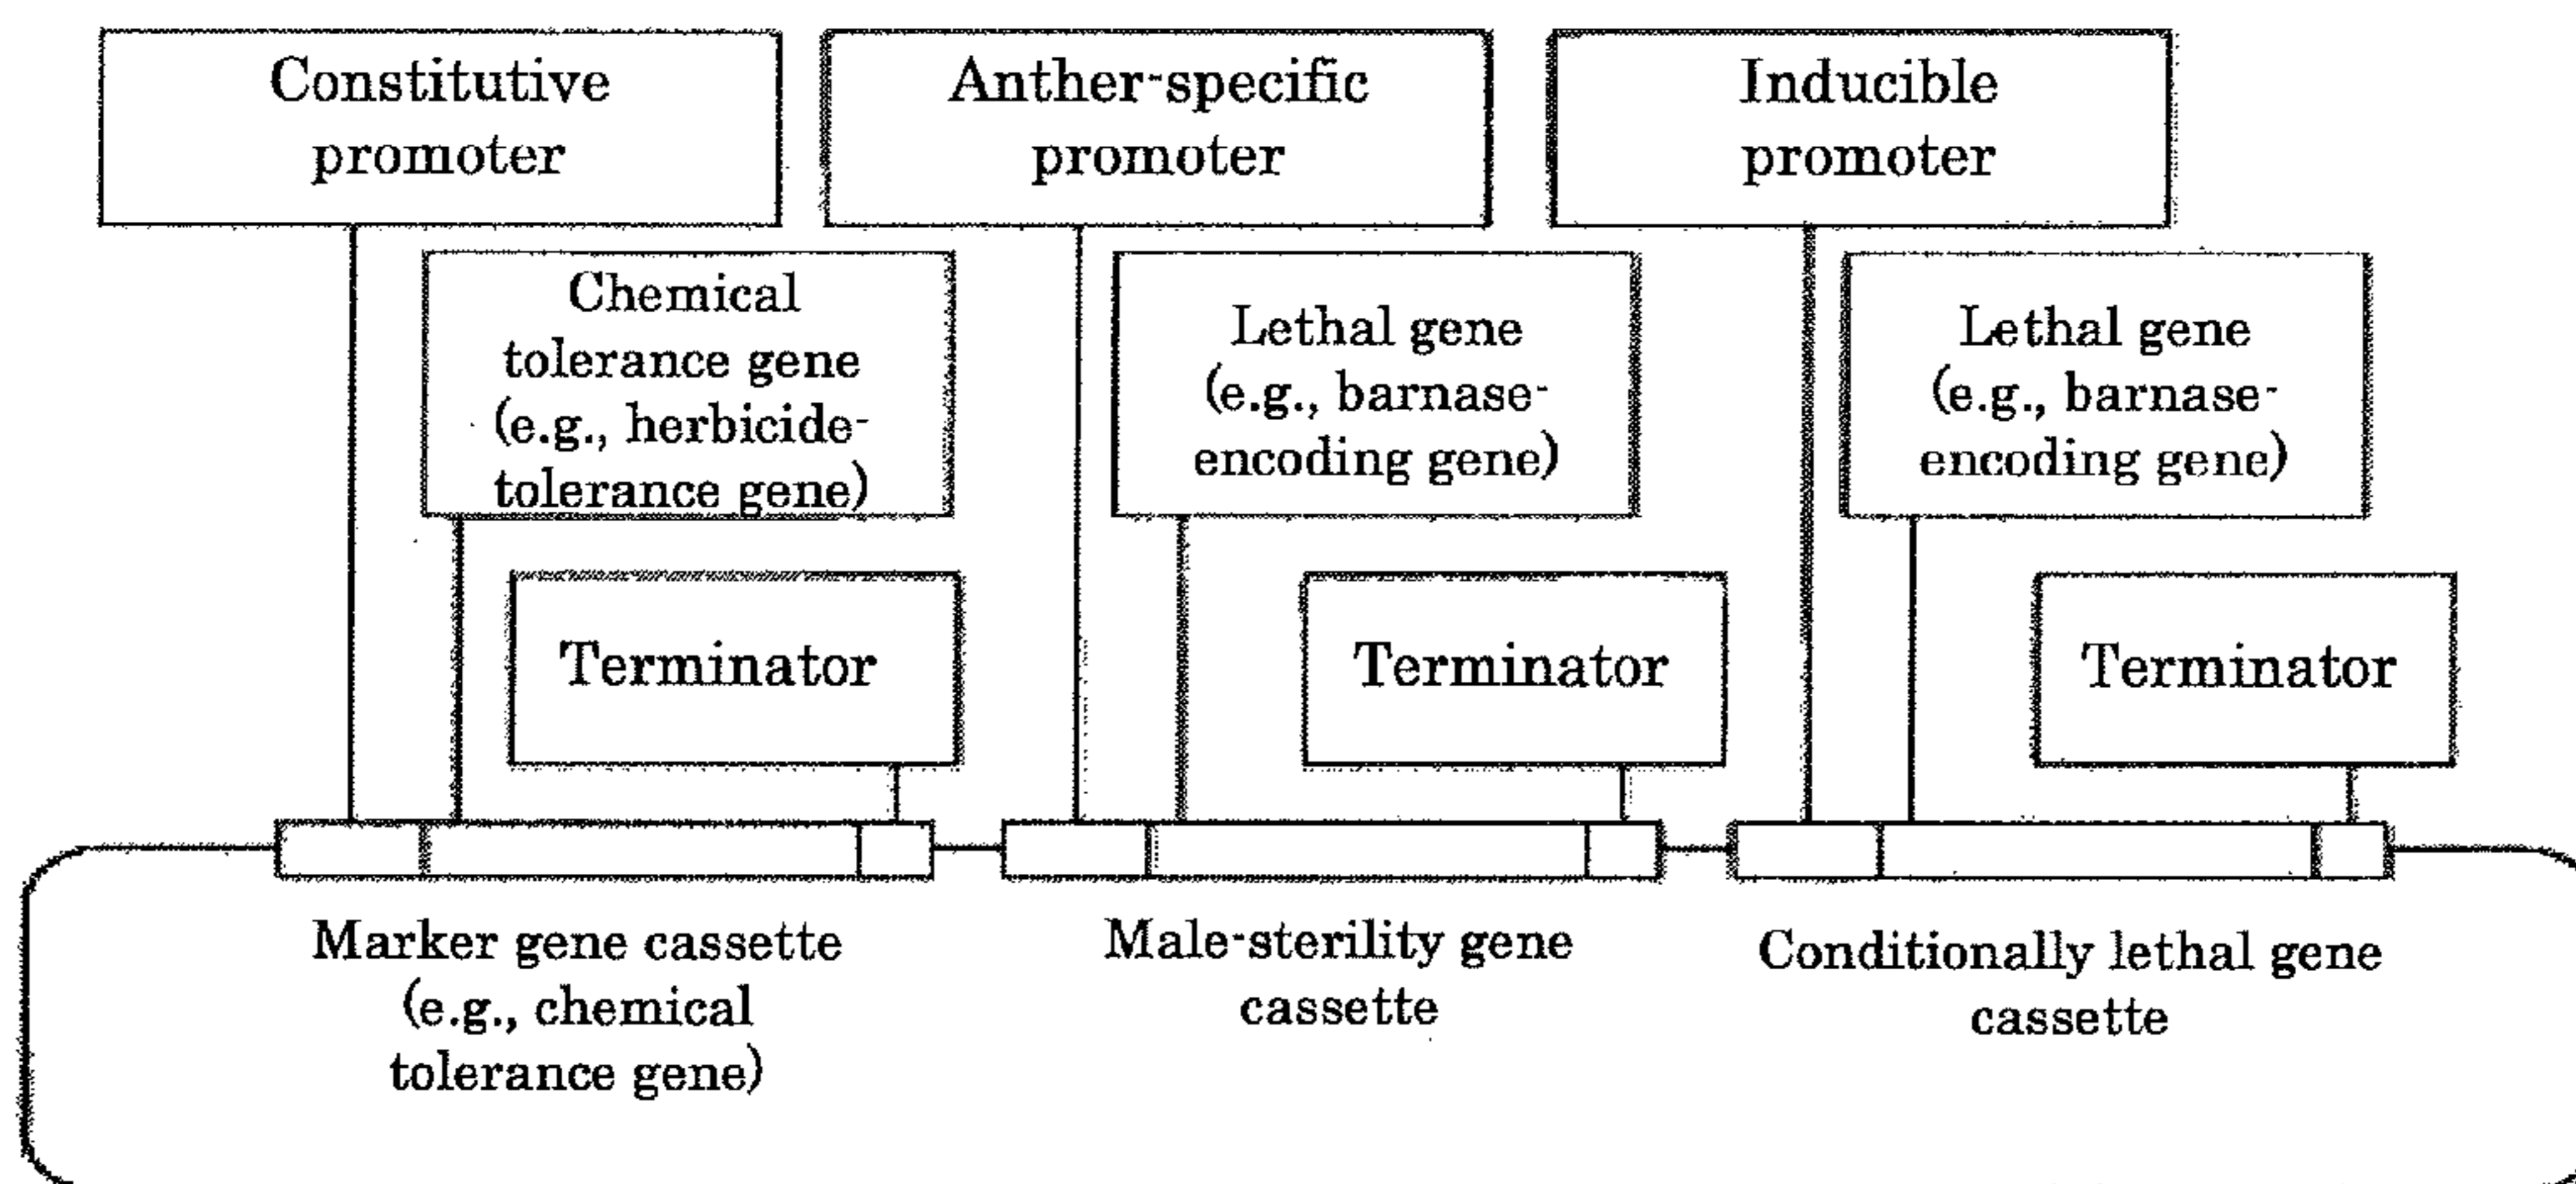 Constitutive
promoter
Anther-specific
promoter
Inducible
promoter
Chemical
tolerance gene
(e.g., herbicide-
tolerance gene)
Lethal gene
(e.g., barnase-
encoding gene)
Lethal gene
(e.g., barnase-
encoding gene)
Terminator
Terminator
Terminator
Marker gene cassette
(e.g., chemical
tolerance gene)
Male-sterility gene
cassette
Conditionally lethal gene
cassette